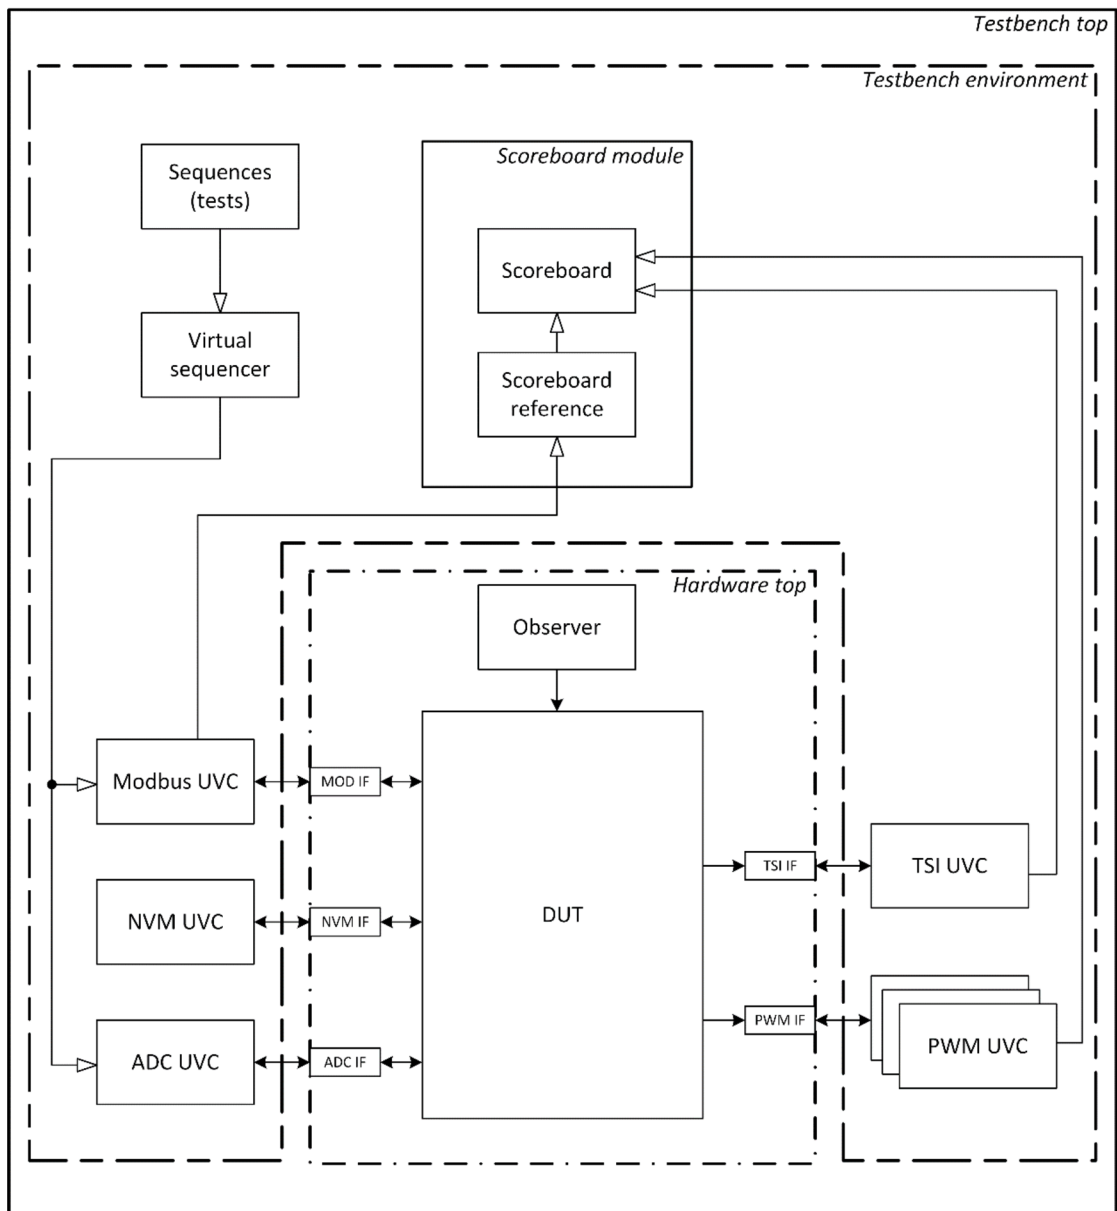 Testbench top
Testbench environment
Sequences
(tests)
Scoreboard module
Scoreboard
Virtual
sequencer
Scoreboard
reference
Hardware top
Observer
Modbus UVC
MOD IF
TSI IF
TSI UVC
NVM UVC
NVM IF
DUT
PWM IF
PWM UVC
ADC UVC
ADC IF